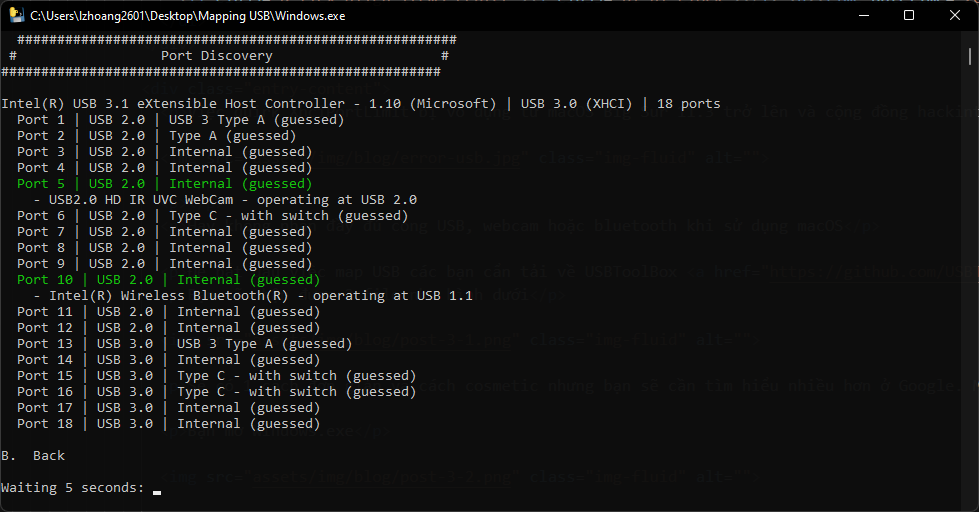 C:\Users\lzhoang2601\Desktop\Mapping USB\Windows.exe
#######################################################
#                  Port Discovery                     #
#######################################################
Intel(R) USB 3.1 eXtensible Host Controller - 1.10 (Microsoft) | USB 3.0 (XHCI) | 18 ports
Port 1 | USB 2.0 | USB 3 Type A (guessed)
Port 2 | USB 2.0 | Type A (guessed)
Port 3 | USB 2.0 | Internal (guessed)
Port 4 | USB 2.0 | Internal (guessed)
Port 5 | USB 2.0 | Internal (guessed)
- USB2.0 HD IR UVC WebCam - operating at USB 2.0
Port 6 | USB 2.0 | Type C - with switch (guessed)
Port 7 | USB 2.0 | Internal (guessed)
Port 8 | USB 2.0 | Internal (guessed)
Port 9 | USB 2.0 | Internal (guessed)
Port 10 | USB 2.0 | Internal (guessed)
- Intel(R) Wireless Bluetooth(R) - operating at USB 1.1
Port 11 | USB 2.0 | Internal (guessed)
Port 12 | USB 2.0 | Internal (guessed)
Port 13 | USB 3.0 | USB 3 Type A (guessed)
Port 14 | USB 3.0 | Internal (guessed)
Port 15 | USB 3.0 | Type C - with switch (guessed)
Port 16 | USB 3.0 | Type C - with switch (guessed)
Port 17 | USB 3.0 | Internal (guessed)
Port 18 | USB 3.0 | Internal (guessed)
B.  Back
Waiting 5 seconds: